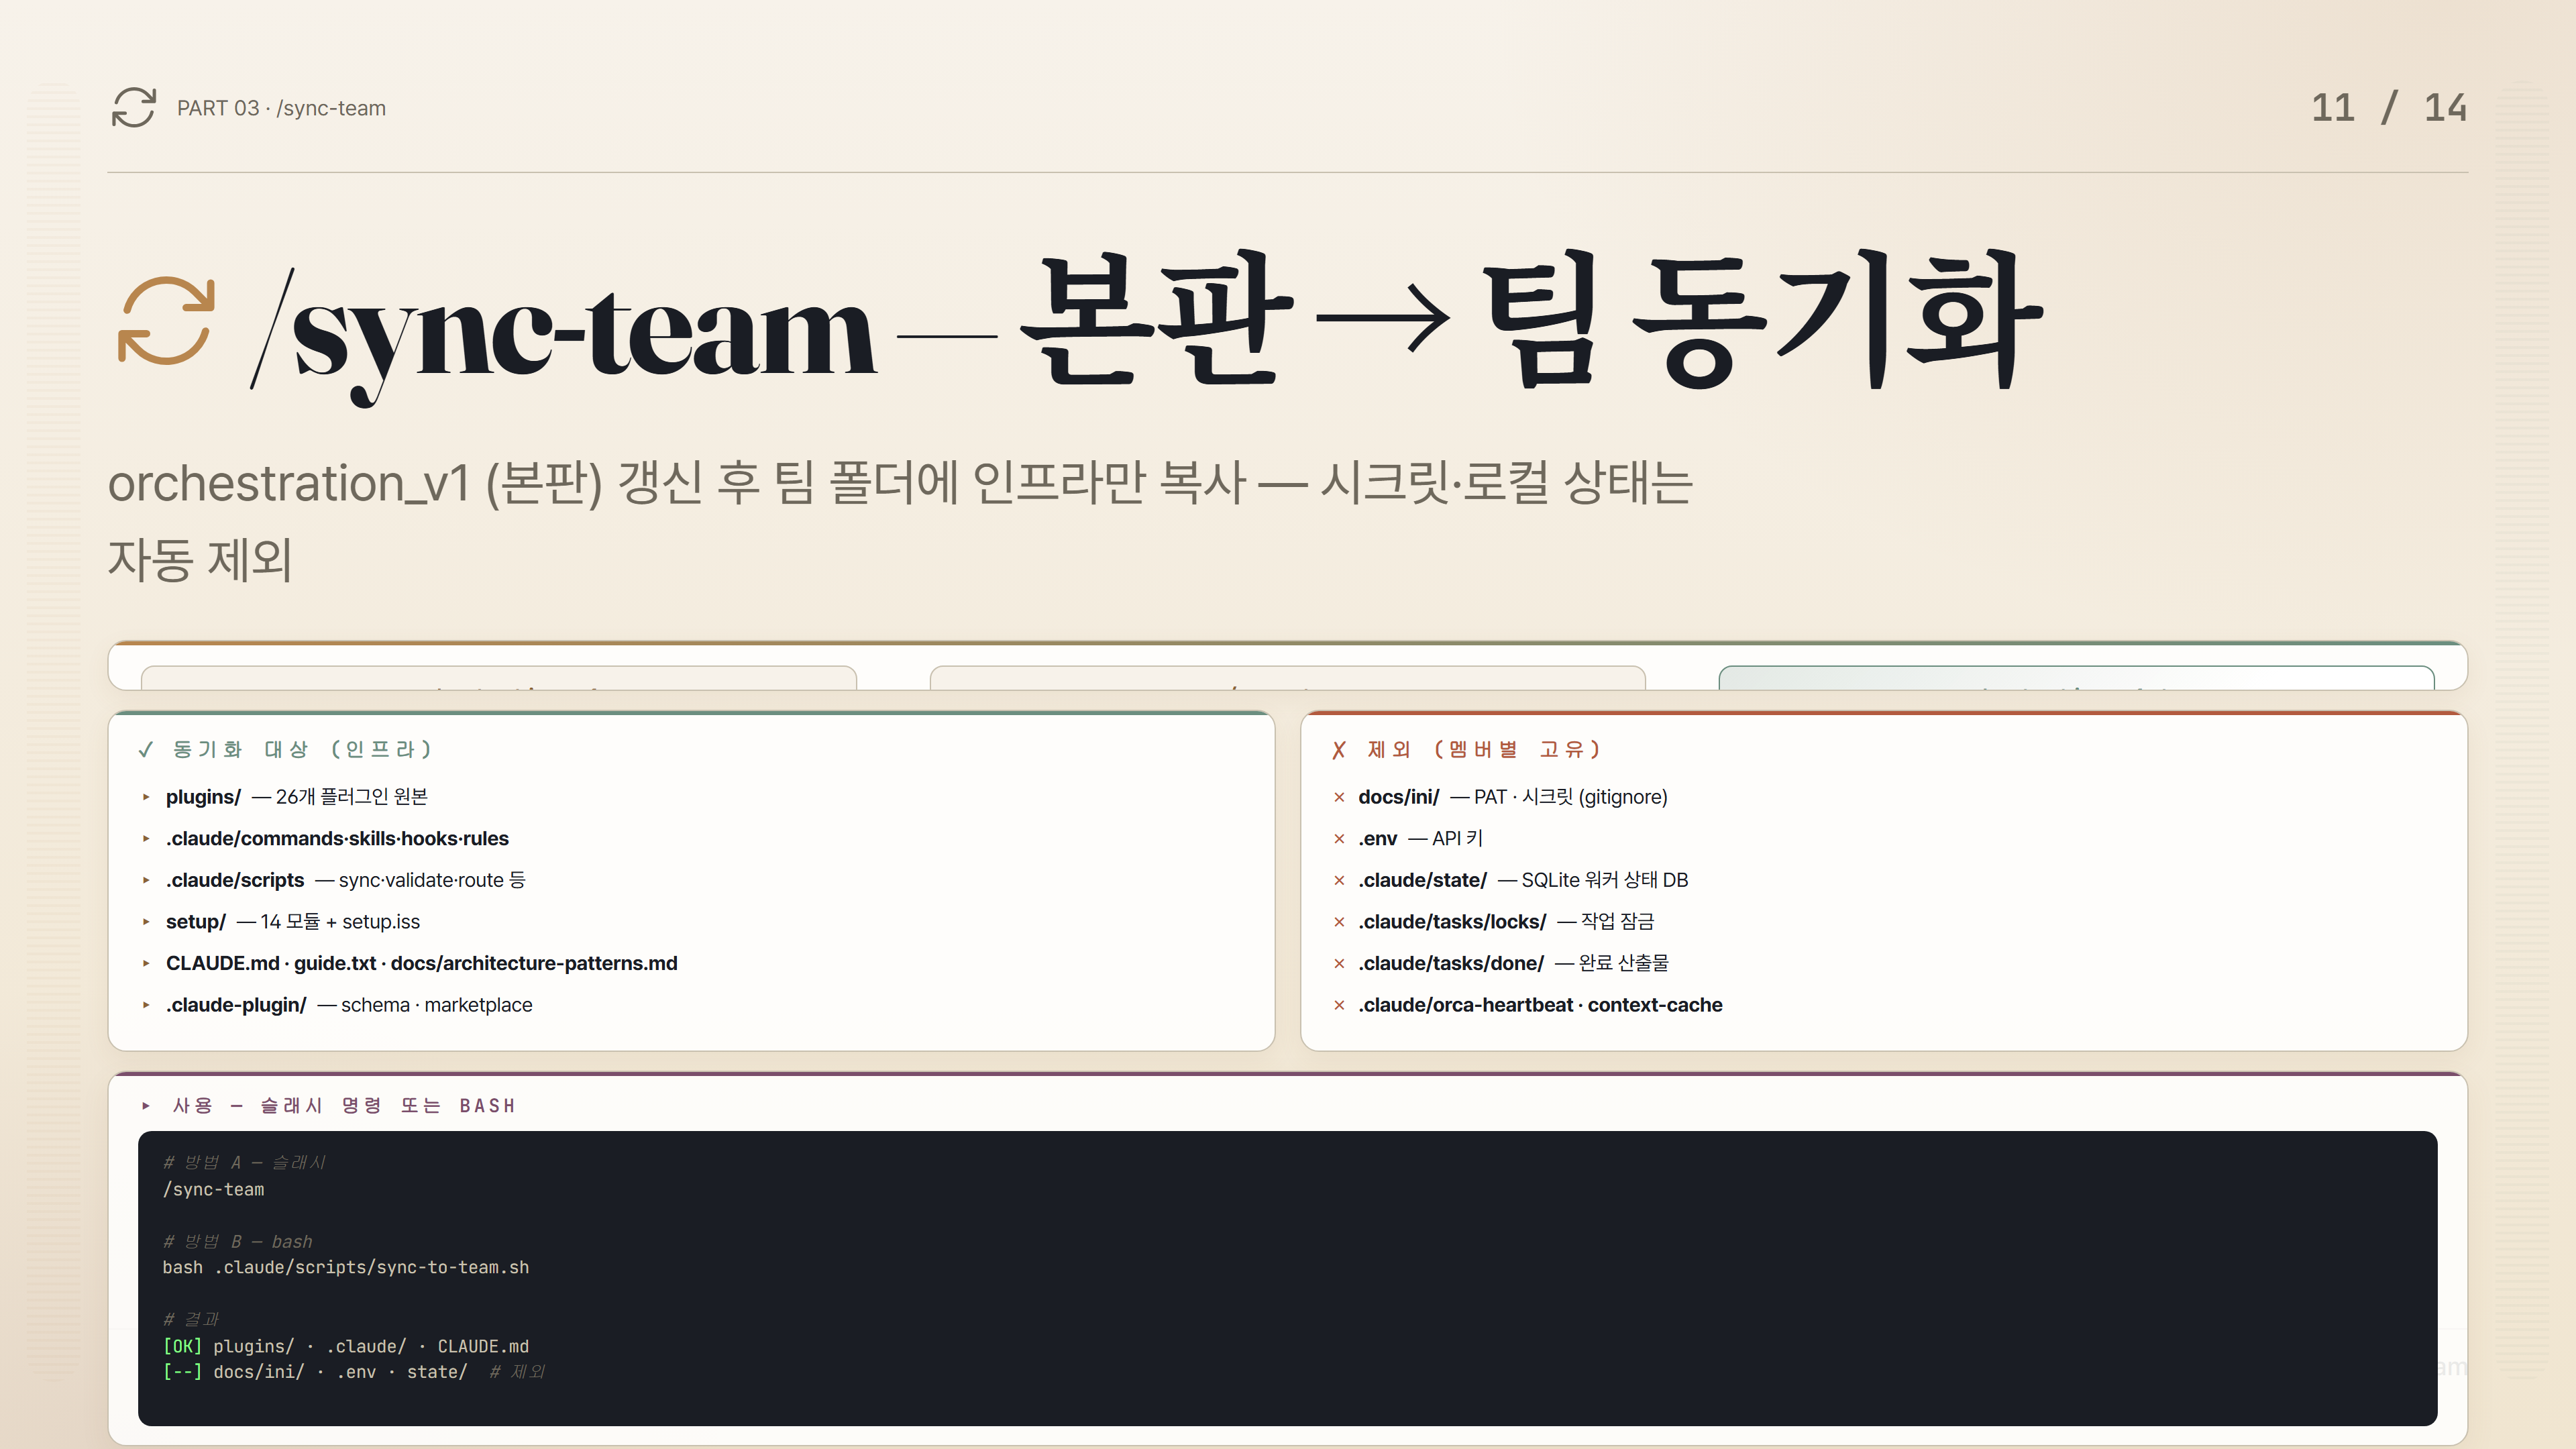 PART 03 · /sync-team
11 / 14
/sync-team — 본판 → 팀 동기화
orchestration_v1 (본판) 갱신 후 팀 폴더에 인프라만 복사 — 시크릿·로컬 상태는
자동 제외
✓ 동기화 대상 (인프라)
▸ plugins/ — 26개 플러그인 원본
▸ .claude/commands·skills·hooks·rules
▸ .claude/scripts — sync·validate·route 등
▸ setup/ — 14 모듈 + setup.iss
▸ CLAUDE.md · guide.txt · docs/architecture-patterns.md
▸ .claude-plugin/ — schema · marketplace
✗ 제외 (멤버별 고유)
× docs/ini/ — PAT · 시크릿 (gitignore)
× .env — API 키
× .claude/state/ — SQLite 워커 상태 DB
× .claude/tasks/locks/ — 작업 잠금
× .claude/tasks/done/ — 완료 산출물
× .claude/orca-heartbeat · context-cache
▸ 사용 — 슬래시 명령 또는 BASH
# 방법 A — 슬래시
/sync-team
# 방법 B — bash
bash .claude/scripts/sync-to-team.sh
# 결과
[OK] plugins/ · .claude/ · CLAUDE.md
[--] docs/ini/ · .env · state/ # 제외